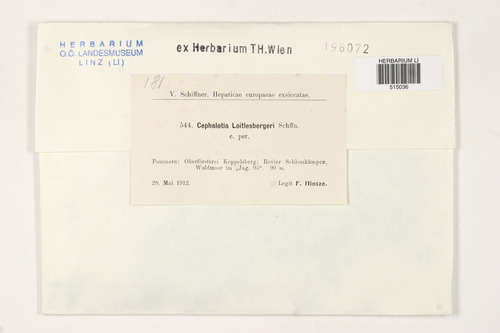 HERBARIUM
O.Ö. LANDESMUSEUM
LINZ (LI)
ex Herbarium TH.Wien
196072
HERBARIUM LI
515036
181
V. Schiffner, Hepaticae europaeae exsiccatae.
544. Cephalozia Loitlesbergeri Schffn.
c. per.
Pommern: Oberförsterei Koppelsberg; Revier Schlosskämpen,
Waldmoor im „Jag. 95“. 90 m.
28. Mai 1912.
Legit F. Hintze.